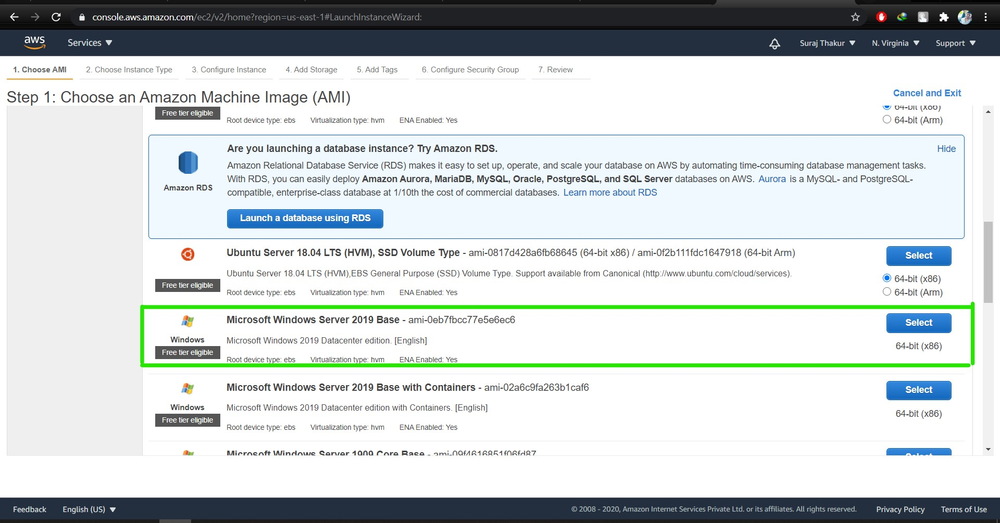 console.aws.amazon.com/ec2/v2/home?region=us-east-1#LaunchInstanceWizard:
aws Services Suraj Thakur N. Virginia Support
1. Choose AMI 2. Choose Instance Type 3. Configure Instance 4. Add Storage 5. Add Tags 6. Configure Security Group 7. Review
Step 1: Choose an Amazon Machine Image (AMI)
Cancel and Exit
Free tier eligible
Root device type: ebs Virtualization type: hvm ENA Enabled: Yes
64-bit (x86)
64-bit (Arm)
Amazon RDS
Are you launching a database instance? Try Amazon RDS.
Hide
Amazon Relational Database Service (RDS) makes it easy to set up, operate, and scale your database on AWS by automating time-consuming database management tasks.
With RDS, you can easily deploy Amazon Aurora, MariaDB, MySQL, Oracle, PostgreSQL, and SQL Server databases on AWS. Aurora is a MySQL- and PostgreSQL-
compatible, enterprise-class database at 1/10th the cost of commercial databases. Learn more about RDS
Launch a database using RDS
Ubuntu Server 18.04 LTS (HVM), SSD Volume Type - ami-0817d428a6fb68645 (64-bit x86) / ami-0f2b111fdc1647918 (64-bit Arm)
Select
Ubuntu Server 18.04 LTS (HVM),EBS General Purpose (SSD) Volume Type. Support available from Canonical (http://www.ubuntu.com/cloud/services).
64-bit (x86)
Free tier eligible
Root device type: ebs Virtualization type: hvm ENA Enabled: Yes
64-bit (Arm)
Microsoft Windows Server 2019 Base - ami-0eb7fbcc77e5e6ec6
Select
Windows
Microsoft Windows 2019 Datacenter edition. [English]
64-bit (x86)
Free tier eligible
Root device type: ebs Virtualization type: hvm ENA Enabled: Yes
Microsoft Windows Server 2019 Base with Containers - ami-02a6c9fa263b1caf6
Select
Windows
Microsoft Windows 2019 Datacenter edition with Containers. [English]
64-bit (x86)
Free tier eligible
Root device type: ebs Virtualization type: hvm ENA Enabled: Yes
Microsoft Windows Server 1909 Core Base - ami-09f4616851f06fd87
Select
Feedback English (US) © 2008 - 2020, Amazon Internet Services Private Ltd. or its affiliates. All rights reserved. Privacy Policy Terms of Use